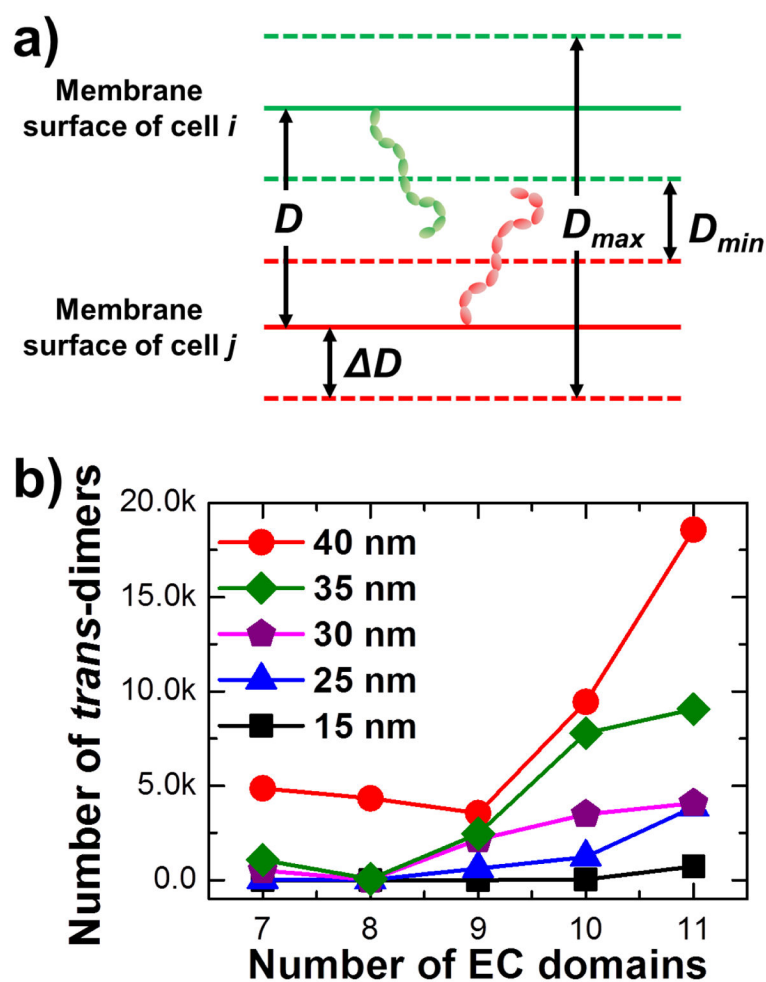 a)
Membrane
surface of cell i
D
D_max
D_min
Membrane
surface of cell j
ΔD
b)
Number of trans-dimers
20.0k
15.0k
10.0k
5.0k
0.0
40 nm
35 nm
30 nm
25 nm
15 nm
7 8 9 10 11
Number of EC domains